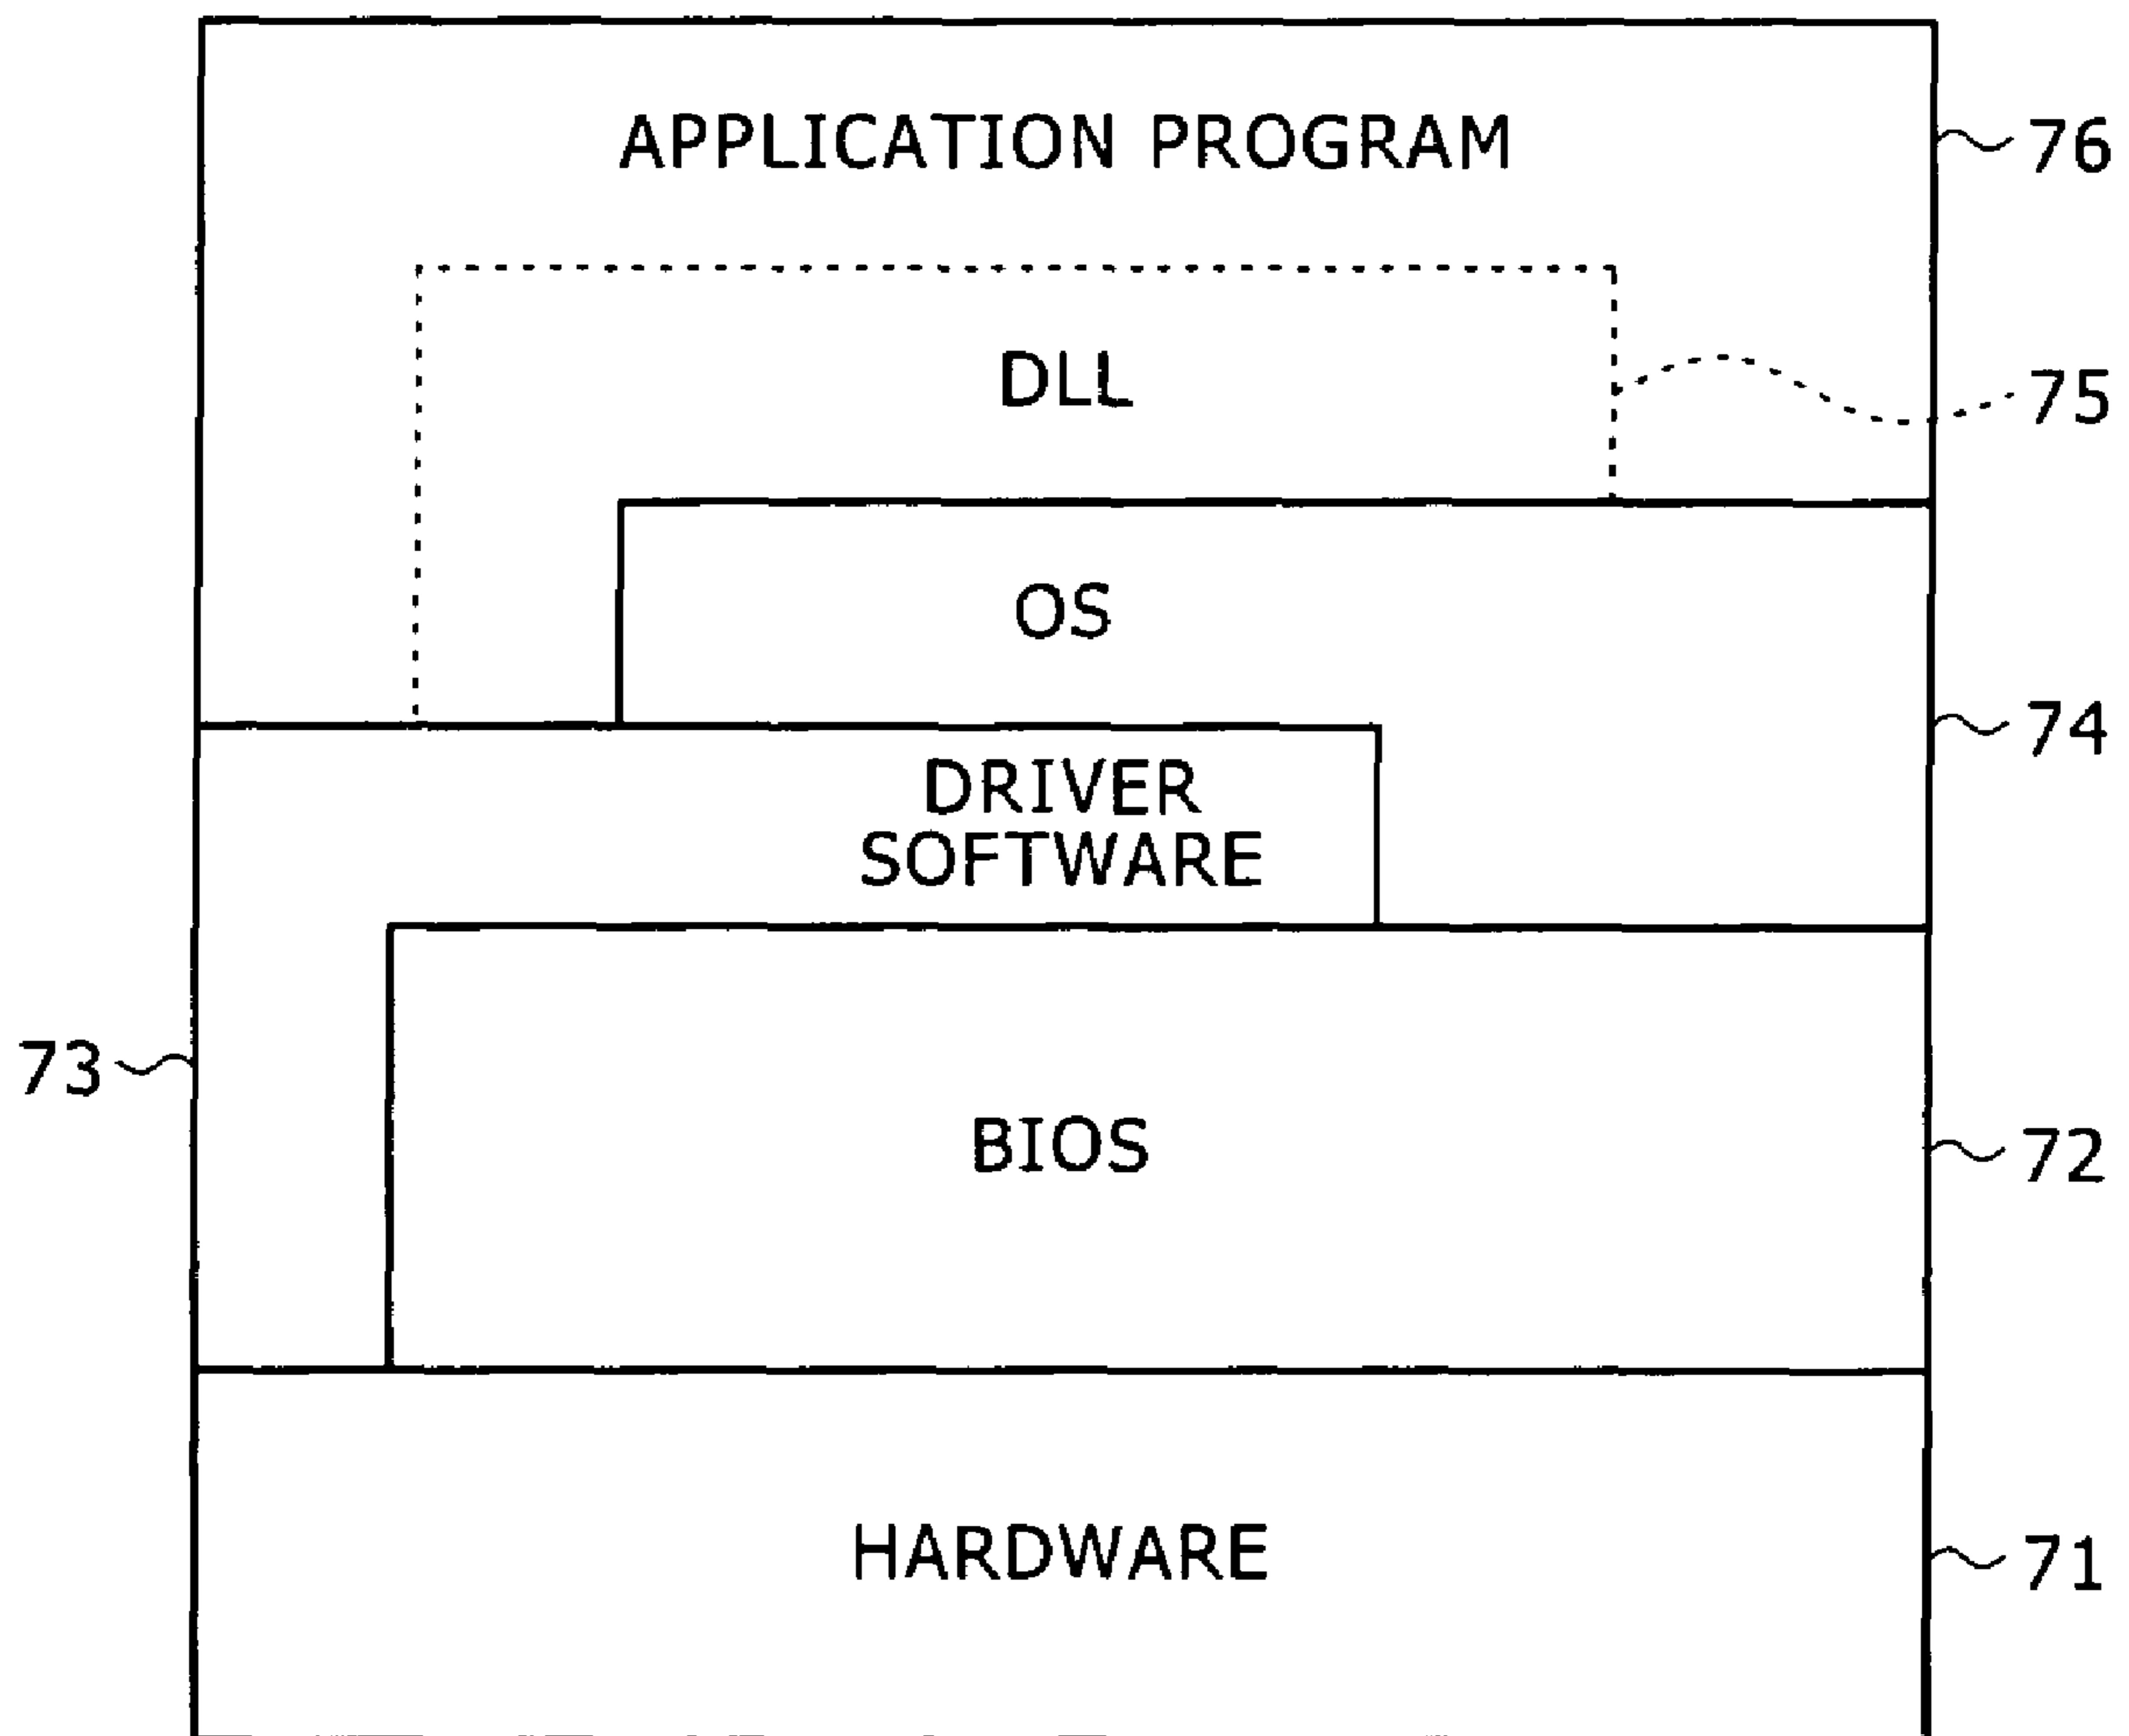 APPLICATION PROGRAM
76
DLL
75
OS
74
DRIVER
SOFTWARE
73
BIOS
72
HARDWARE
71